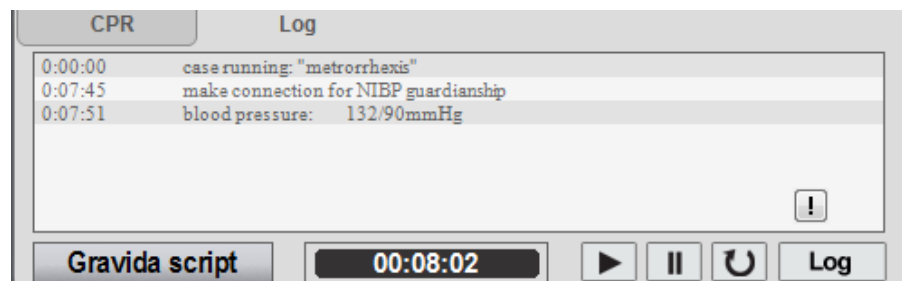 CPR Log
0:00:00 case running: "metrorrhexis"
0:07:45 make connection for NIBP guardianship
0:07:51 blood pressure: 132/90mmHg
!
Gravida script 00:08:02 Log